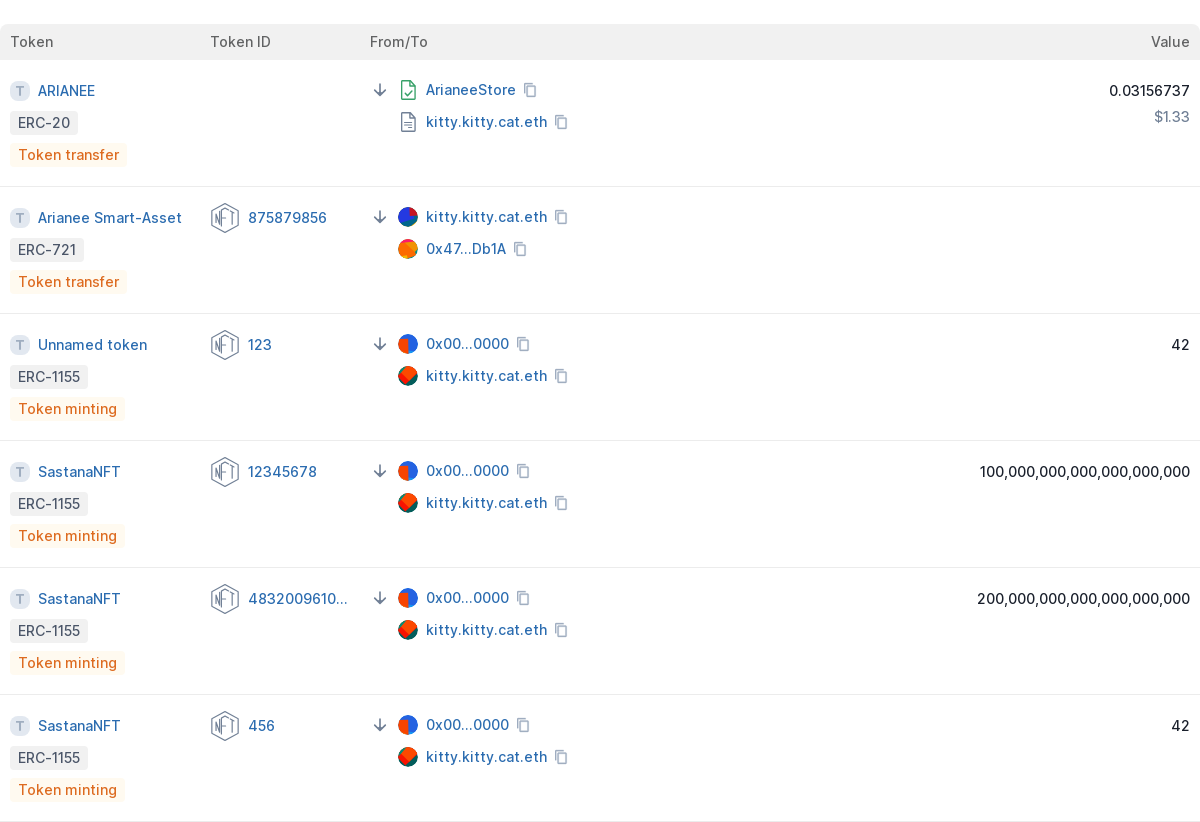 Token Token ID From/To Value
T ARIANEE ArianeeStore 0.03156737
ERC-20 kitty.kitty.cat.eth $1.33
Token transfer
T Arianee Smart-Asset NFT 875879856 kitty.kitty.cat.eth
ERC-721 0x47...Db1A
Token transfer
T Unnamed token NFT 123 0x00...0000 42
ERC-1155 kitty.kitty.cat.eth
Token minting
T SastanaNFT NFT 12345678 0x00...0000 100,000,000,000,000,000,000
ERC-1155 kitty.kitty.cat.eth
Token minting
T SastanaNFT NFT 4832009610... 0x00...0000 200,000,000,000,000,000,000
ERC-1155 kitty.kitty.cat.eth
Token minting
T SastanaNFT NFT 456 0x00...0000 42
ERC-1155 kitty.kitty.cat.eth
Token minting